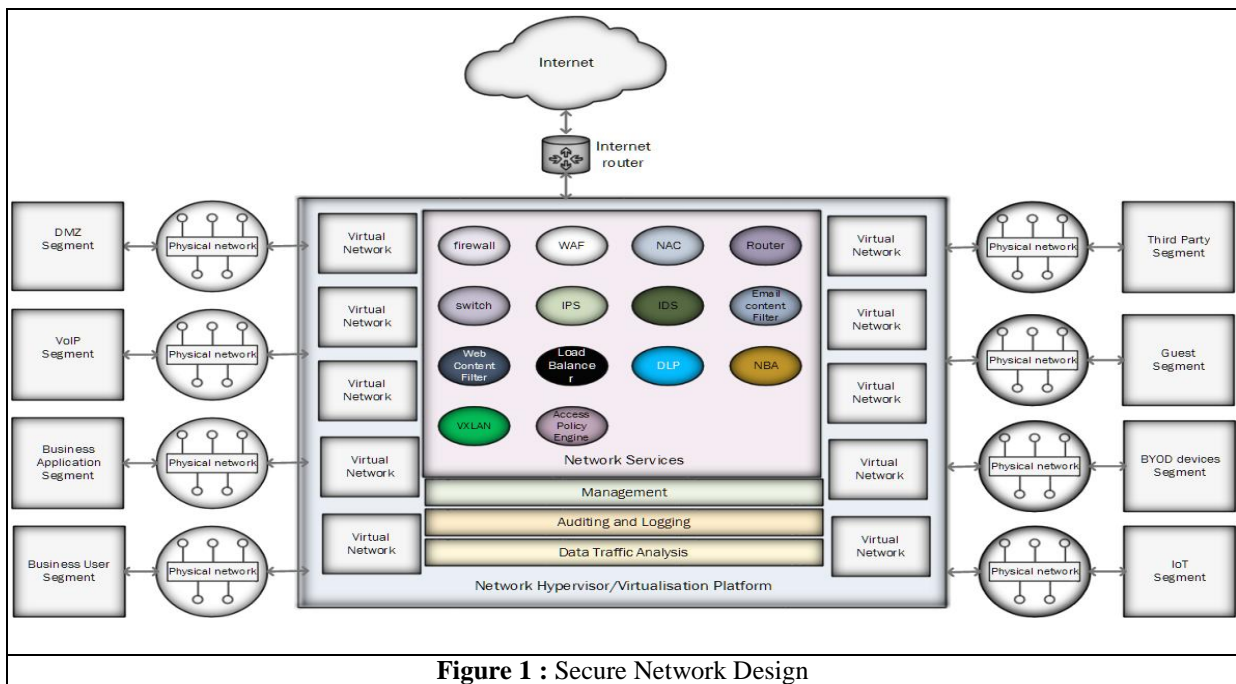 Internet
Internet
router
DMZ
Segment
Physical network
VoIP
Segment
Physical network
Business
Application
Segment
Physical network
Business User
Segment
Physical network
Virtual
Network
Virtual
Network
Virtual
Network
Virtual
Network
Virtual
Network
firewall
WAF
NAC
Router
switch
IPS
IDS
Email
content
Filter
Web
Content
Filter
Load
Balance
r
DLP
NBA
VXLAN
Access
Policy
Engine
Network Services
Management
Auditing and Logging
Data Traffic Analysis
Network Hypervisor/Virtualisation Platform
Virtual
Network
Virtual
Network
Virtual
Network
Virtual
Network
Virtual
Network
Physical network
Third Party
Segment
Physical network
Guest
Segment
Physical network
BYOD devices
Segment
Physical network
IoT
Segment
Figure 1 : Secure Network Design